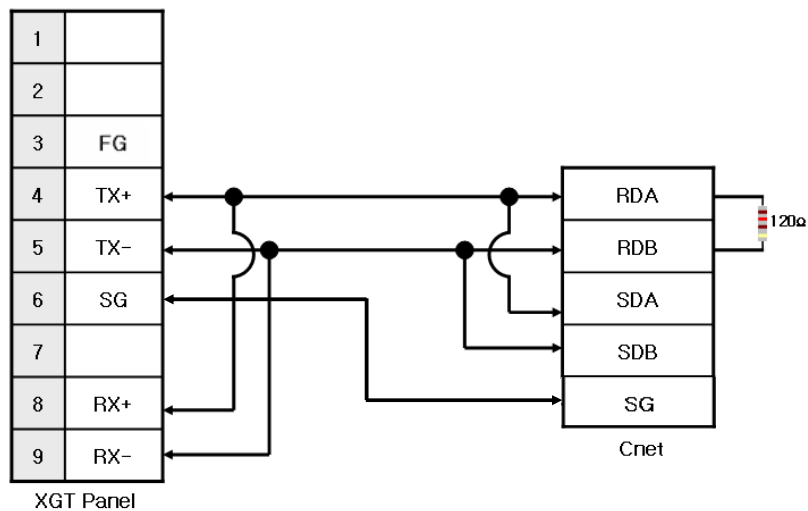 1
2
3 FG
4 TX+
5 TX-
6 SG
7
8 RX+
9 RX-
XGT Panel
RDA
RDB
SDA
SDB
SG
Cnet
120Ω